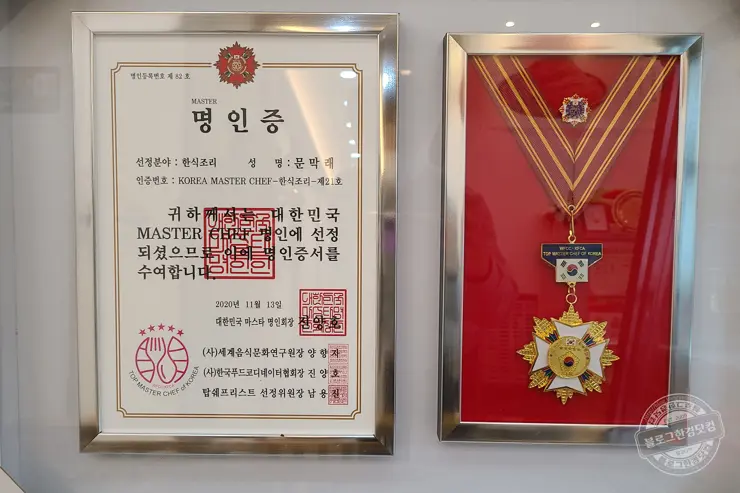 명인등록번호 제 82 호
MASTER
명인증
선정분야 : 한식조리 성 명 : 문막래
인증번호 : KOREA MASTER CHEF-한식조리-제21호
귀하께서는 대한민국
MASTER CHEF 명인에 선정
되셨으므로 이에 명인증서를
수여합니다.
2020년 11월 13일
대한민국 마스타 명인회장 진양호
(사)세계음식문화연구원장 양향자
(사)한국푸드코디네이터협회장 진양호
탑쉐프리스트 선정위원장 남용진
TOP MASTER CHEF of KOREA
TOP MASTER CHEF OF KOREA
블로그한경닷컴